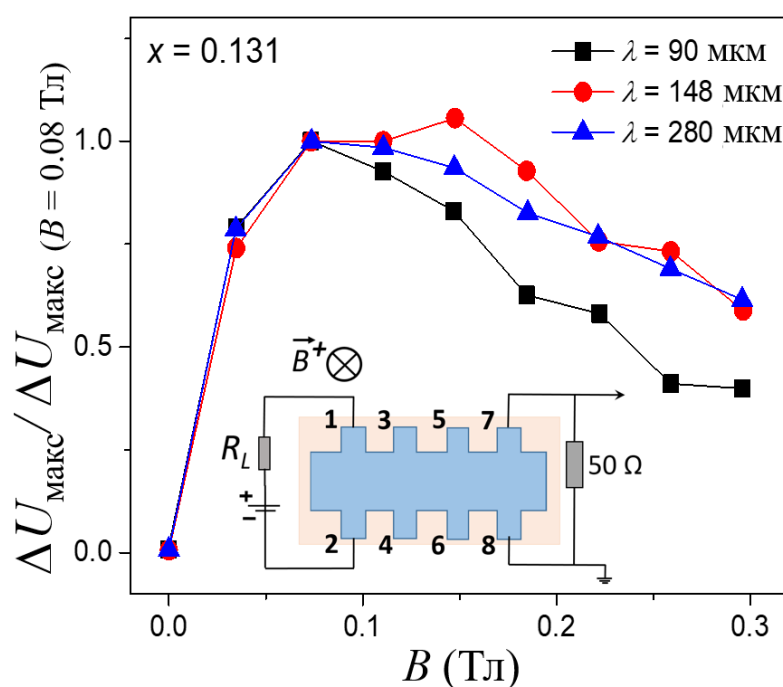 x = 0.131
λ = 90 мкм
λ = 148 мкм
λ = 280 мкм
ΔUмакс/ ΔUмакс (B = 0.08 Тл)
1.0
0.5
0.0
B⃗⁺ ⊗
1 3 5 7
R_L
50 Ω
+
−
2 4 6 8
0.0 0.1 0.2 0.3
B (Тл)